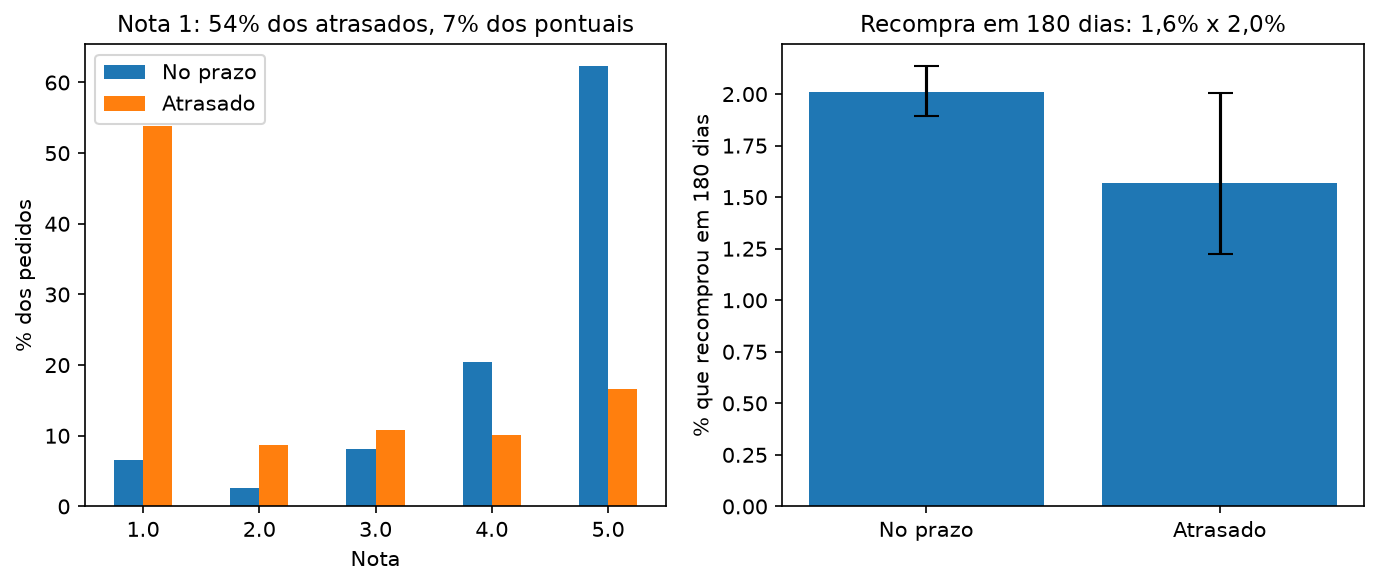 Nota 1: 54% dos atrasados, 7% dos pontuais
No prazo
Atrasado
% dos pedidos
60
50
40
30
20
10
0
1.0 2.0 3.0 4.0 5.0
Nota
Recompra em 180 dias: 1,6% x 2,0%
% que recomprou em 180 dias
2.00
1.75
1.50
1.25
1.00
0.75
0.50
0.25
0.00
No prazo Atrasado